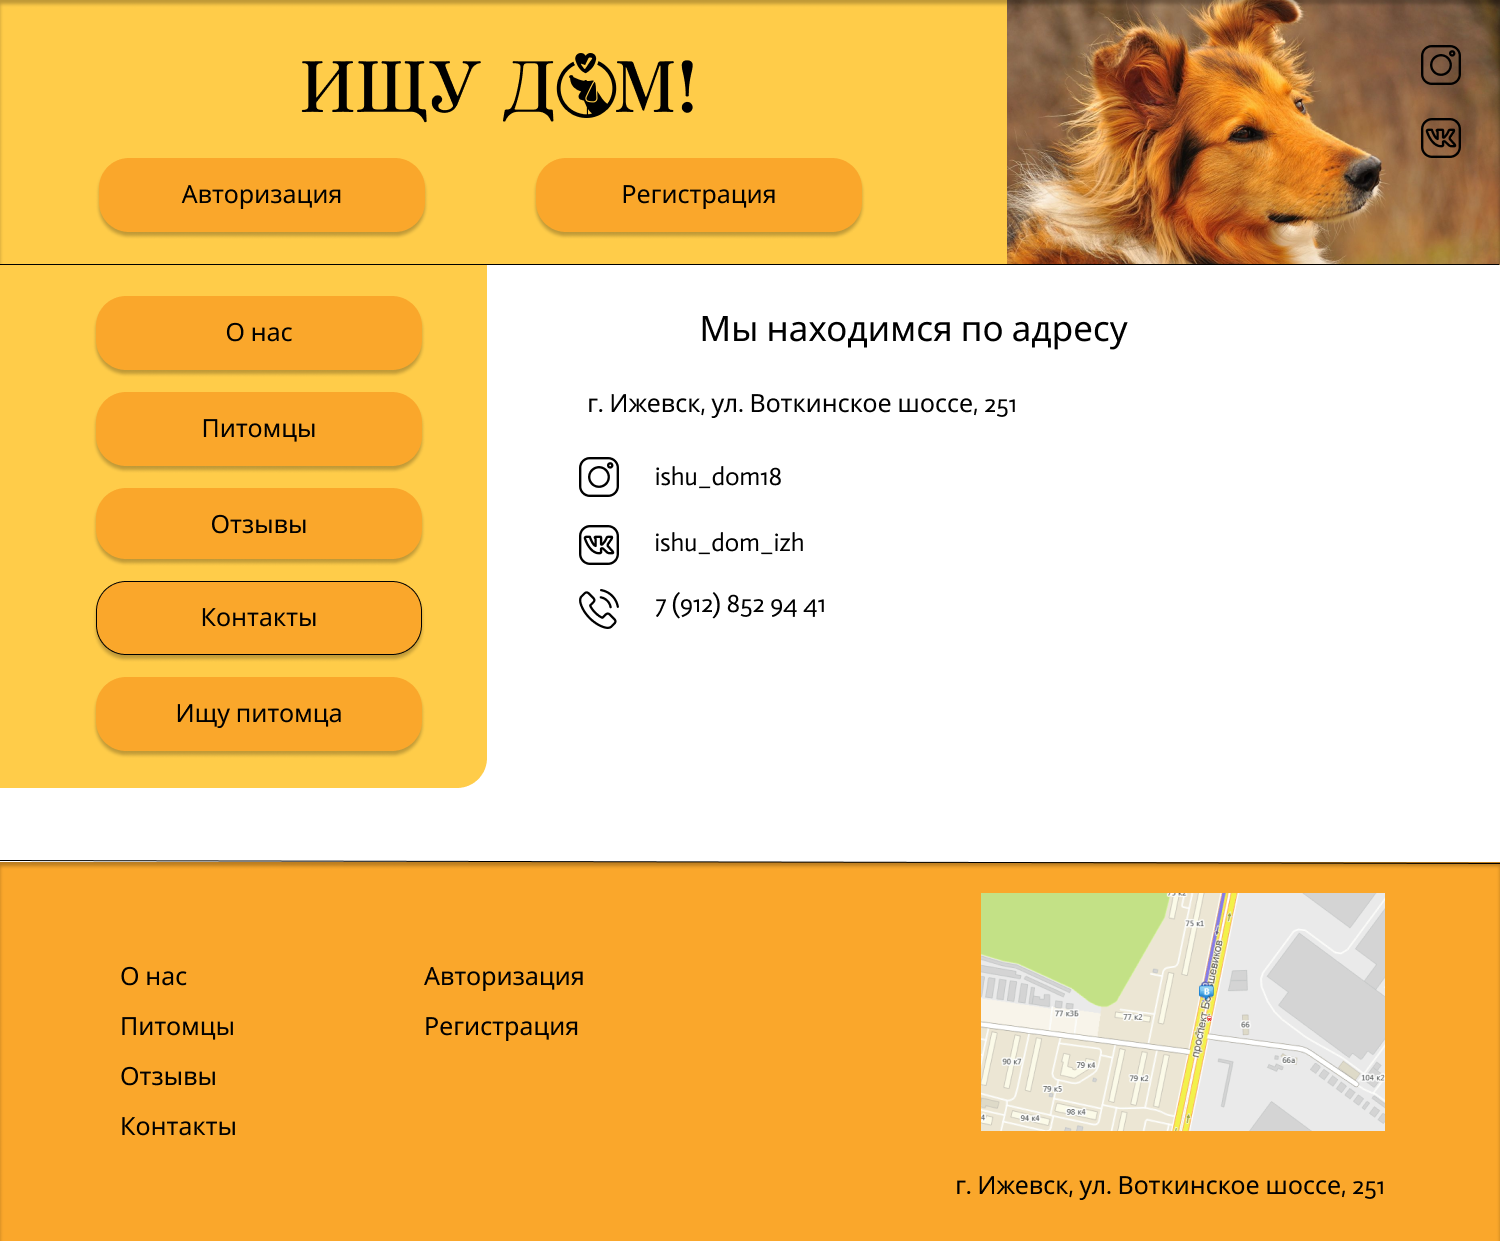 ИЩУ ДОМ!
Авторизация
Регистрация
О нас
Питомцы
Отзывы
Контакты
Ищу питомца
Мы находимся по адресу
г. Ижевск, ул. Воткинское шоссе, 251
ishu_dom18
ishu_dom_izh
7 (912) 852 94 41
О нас
Питомцы
Отзывы
Контакты
Авторизация
Регистрация
75 к1
77 к3Б
77 к2
66
90 к7
79 к4
66а
79 к5
79 к2
104 к2
94 к4
98 к4
г. Ижевск, ул. Воткинское шоссе, 251